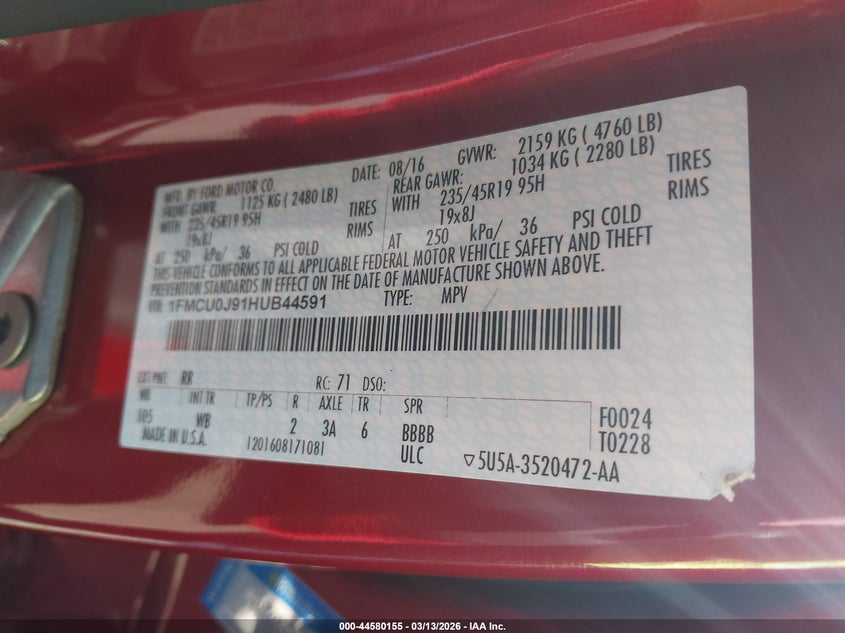 MFD. BY FORD MOTOR CO.
DATE: 08/16 GVWR: 2159 KG ( 4760 LB)
FRONT GAWR: 1125 KG ( 2480 LB) REAR GAWR: 1034 KG ( 2280 LB)
WITH 235/45R19 95H TIRES WITH 235/45R19 95H TIRES
19x8J RIMS 19x8J RIMS
AT 250 kPa/ 36 PSI COLD AT 250 kPa/ 36 PSI COLD
THIS VEHICLE CONFORMS TO ALL APPLICABLE FEDERAL MOTOR VEHICLE SAFETY AND THEFT
PREVENTION STANDARDS IN EFFECT ON THE DATE OF MANUFACTURE SHOWN ABOVE.
VIN: 1FMCU0J91HUB44591 TYPE: MPV
EXT PNT: RR RC: 71 DSO:
WB INT TR TP/PS R AXLE TR SPR
105 WB 2 3A 6 BBBB F0024
MADE IN U.S.A. 1201608171081 ULC T0228
▽5U5A-3520472-AA
000-44580155 - 03/13/2026 - IAA Inc.